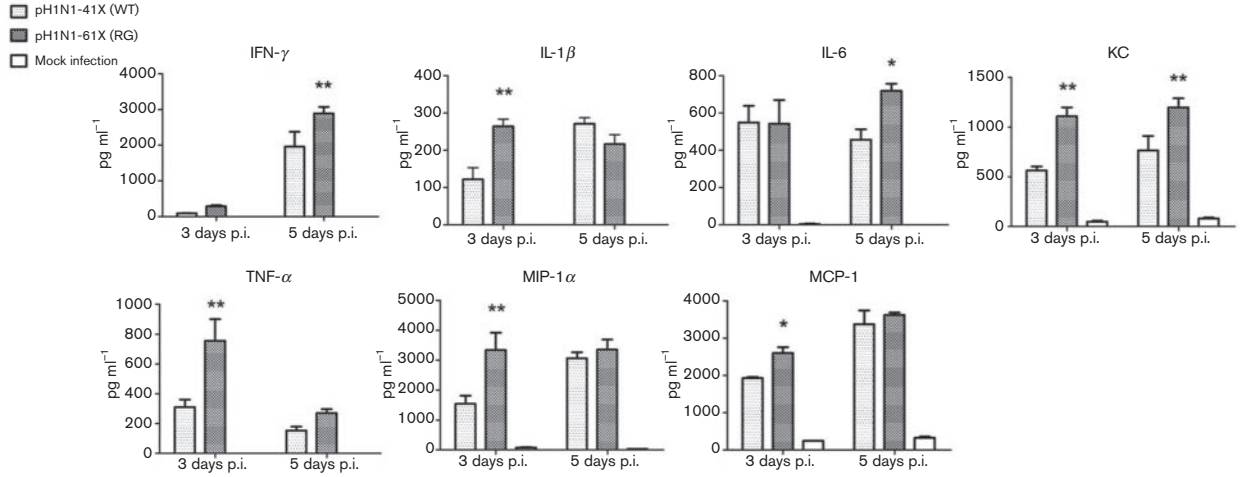 pH1N1-41X (WT)
pH1N1-61X (RG)
Mock infection
IFN-γ
4000
3000
2000
1000
0
pg ml⁻¹
**
3 days p.i.
5 days p.i.
IL-1β
400
300
200
100
0
pg ml⁻¹
**
3 days p.i.
5 days p.i.
IL-6
800
600
400
200
0
pg ml⁻¹
*
3 days p.i.
5 days p.i.
KC
1500
1000
500
0
pg ml⁻¹
**
**
3 days p.i.
5 days p.i.
TNF-α
1000
800
600
400
200
0
pg ml⁻¹
**
3 days p.i.
5 days p.i.
MIP-1α
5000
4000
3000
2000
1000
0
pg ml⁻¹
**
3 days p.i.
5 days p.i.
MCP-1
4000
3000
2000
1000
0
pg ml⁻¹
*
3 days p.i.
5 days p.i.